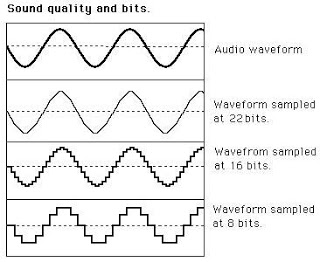 Sound quality and bits.
Audio waveform
Waveform sampled
at 22 bits.
Wavefrom sampled
at 16 bits.
Waveform sampled
at 8 bits.